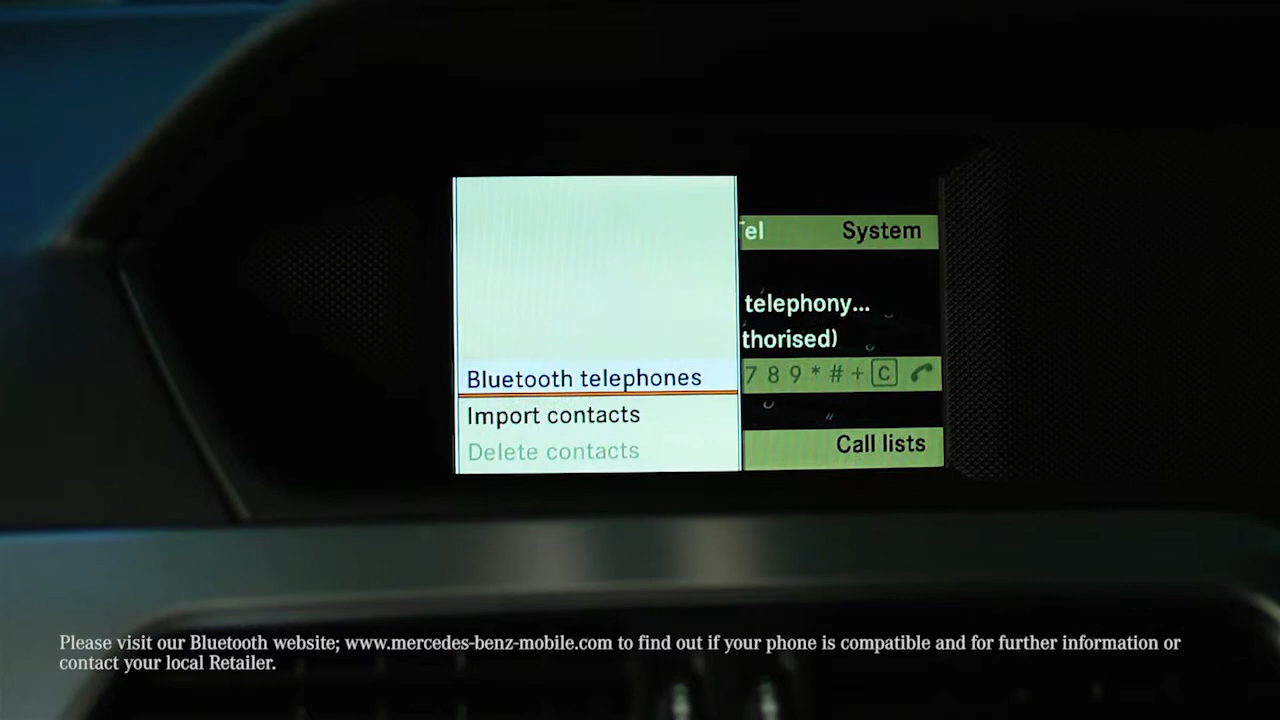 Tel System
telephony...
thorised)
Bluetooth telephones
7 8 9 * # + C
Import contacts
Delete contacts
Call lists
Please visit our Bluetooth website; www.mercedes-benz-mobile.com to find out if your phone is compatible and for further information or
contact your local Retailer.